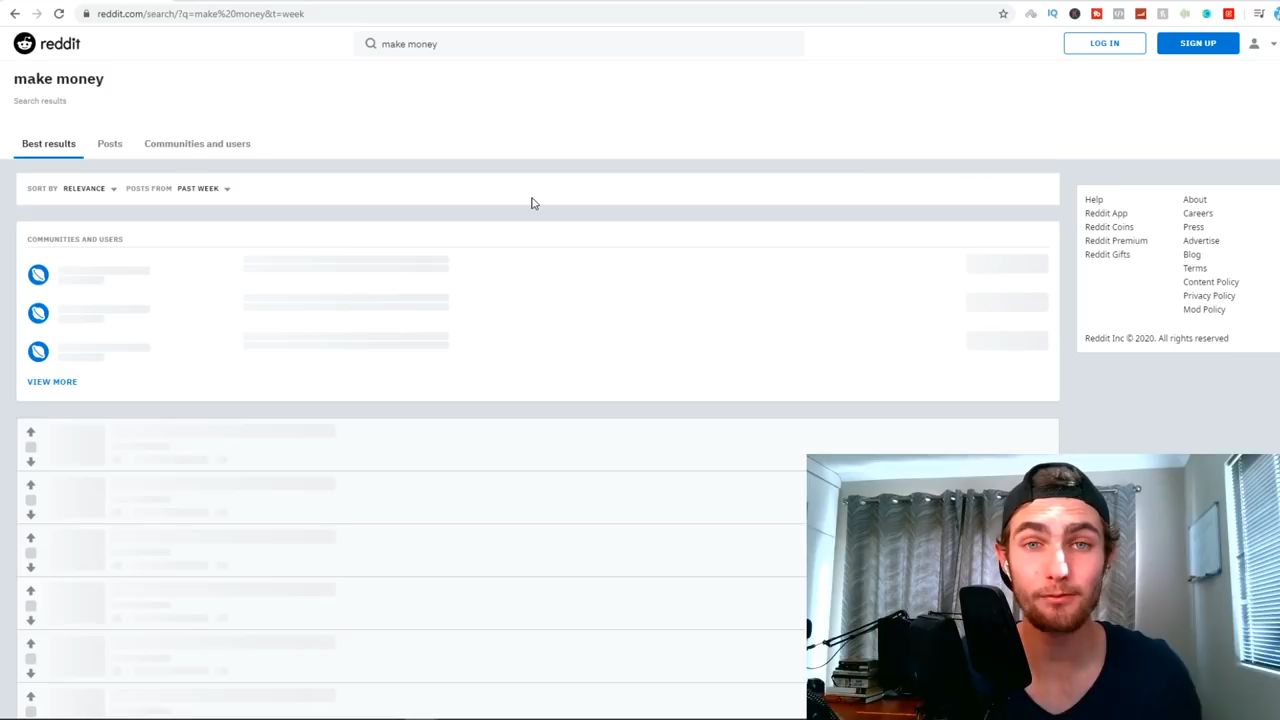 reddit.com/search/?q=make%20money&t=week
reddit
make money
LOG IN
SIGN UP
make money
Search results
Best results
Posts
Communities and users
SORT BY
RELEVANCE
POSTS FROM
PAST WEEK
COMMUNITIES AND USERS
VIEW MORE
Help
About
Reddit App
Careers
Reddit Coins
Press
Reddit Premium
Advertise
Reddit Gifts
Blog
Terms
Content Policy
Privacy Policy
Mod Policy
Reddit Inc © 2020. All rights reserved